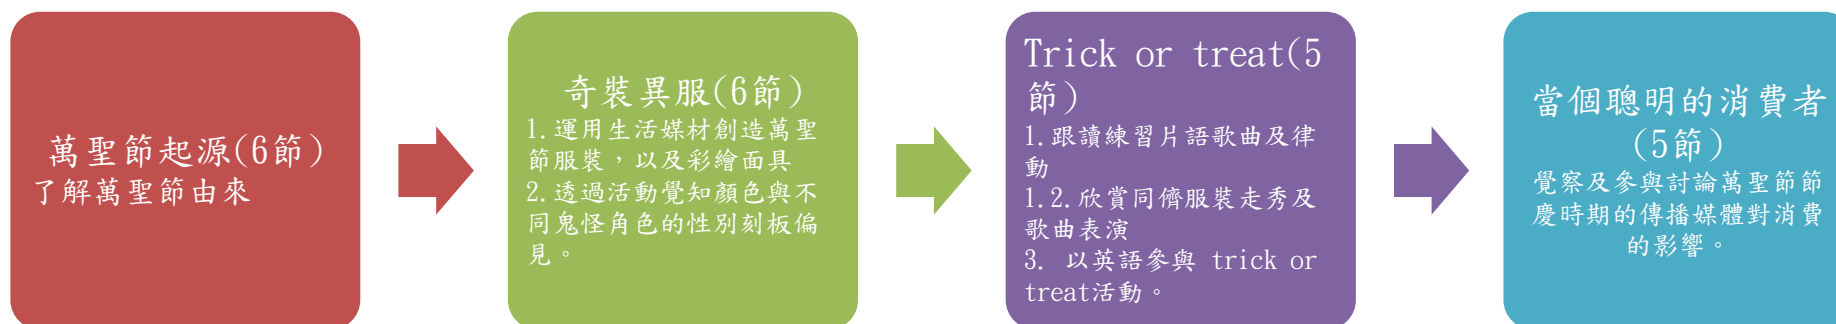 萬聖節起源(6節)
了解萬聖節由來
奇裝異服(6節)
1.運用生活媒材創造萬聖
節服裝，以及彩繪面具
2.透過活動覺知顏色與不
同鬼怪角色的性別刻板偏
見。
Trick or treat(5
節)
1.跟讀練習片語歌曲及律
動
1.2.欣賞同儕服裝走秀及
歌曲表演
3. 以英語參與 trick or
treat活動。
當個聰明的消費者
(5節)
覺察及參與討論萬聖節節
慶時期的傳播媒體對消費
的影響。